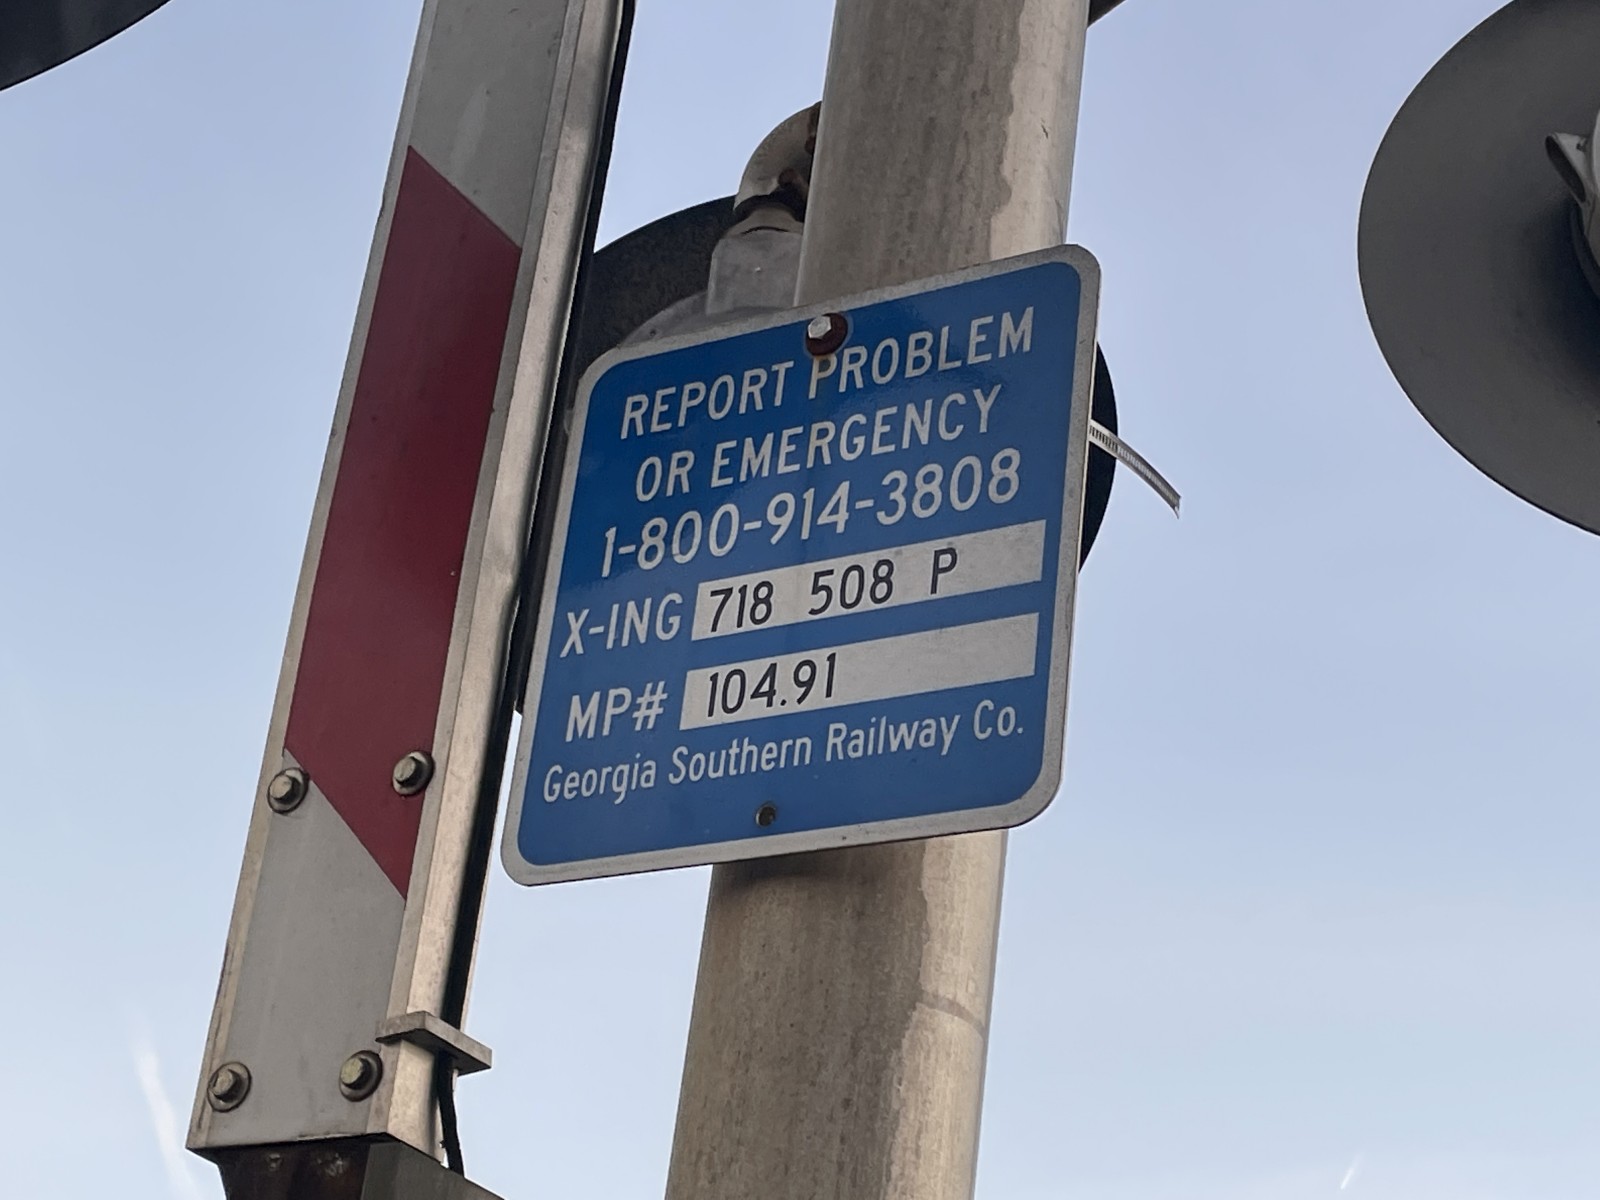 REPORT PROBLEM
OR EMERGENCY
1-800-914-3808
X-ING 718 508 P
MP# 104.91
Georgia Southern Railway Co.